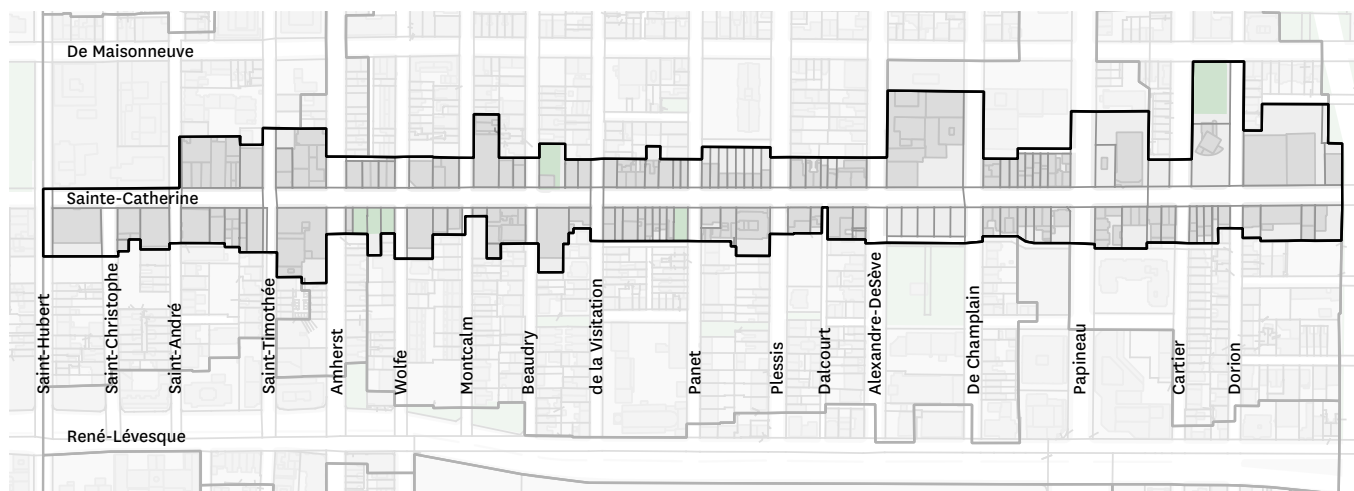 De Maisonneuve
Sainte-Catherine
Saint-Hubert
Saint-Christophe
Saint-André
Saint-Timothée
Amherst
Wolfe
Montcalm
Beaudry
de la Visitation
Panet
Plessis
Dalcourt
Alexandre-DeSève
De Champlain
Papineau
Cartier
Dorion
René-Lévesque